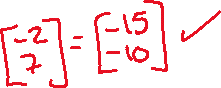 [-2] = [-15] ✓
[7] [-10]